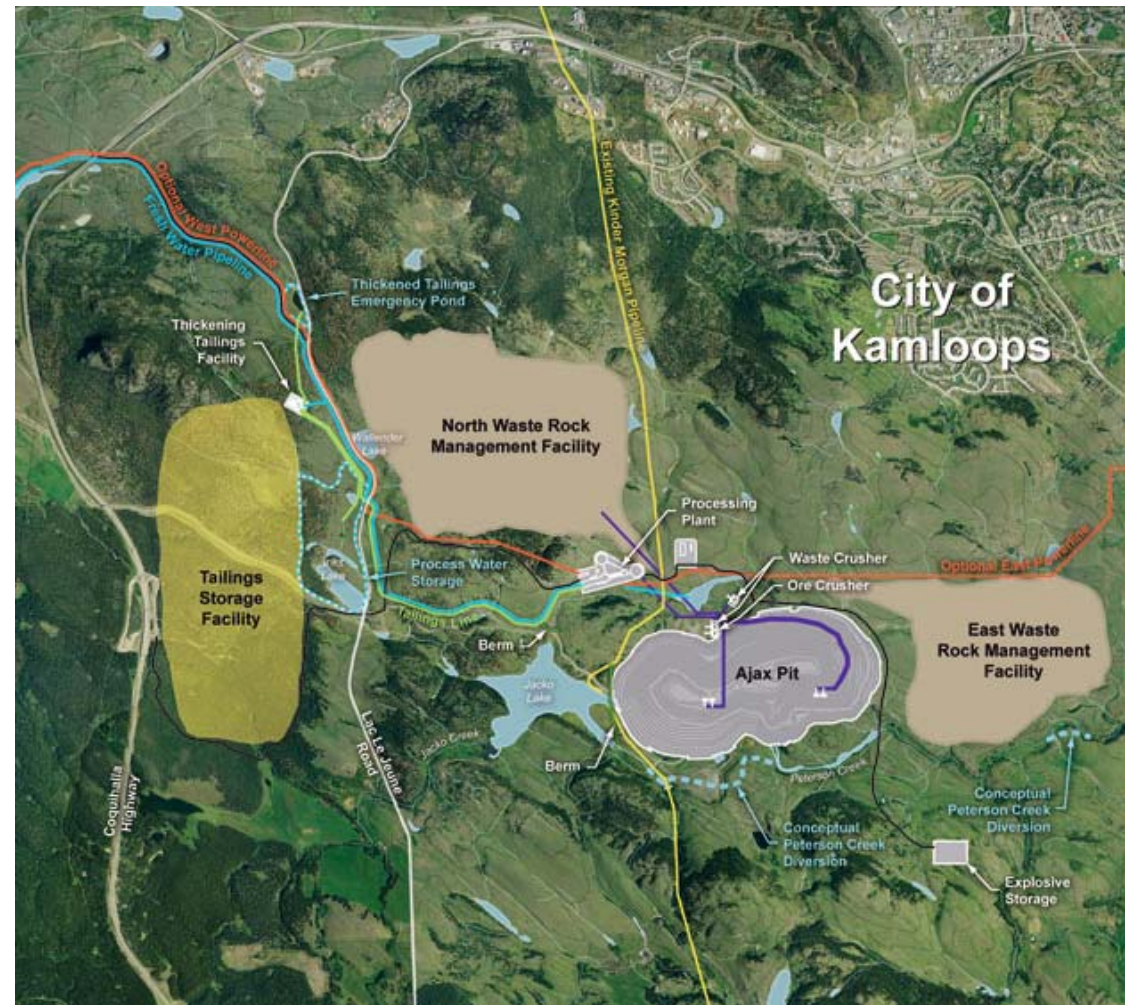 Optional West Powerline
Fresh Water Pipeline
Existing Kinder Morgan Pipeline
City of
Kamloops
Thickened Tailings
Emergency Pond
Thickening
Tailings
Facility
North Waste Rock
Management Facility
Wallender
Lake
Processing
Plant
Waste Crusher
Ore Crusher
Optional East Powerline
Process Water
Storage
Lake
Tailings
Storage
Facility
Tailings Line
Berm
Jacko
Lake
Ajax Pit
East Waste
Rock Management
Facility
Jacko Creek
Lac Le Jeune
Road
Berm
Peterson Creek
Coquihalla
Highway
Conceptual
Peterson Creek
Diversion
Conceptual
Peterson Creek
Diversion
Explosive
Storage